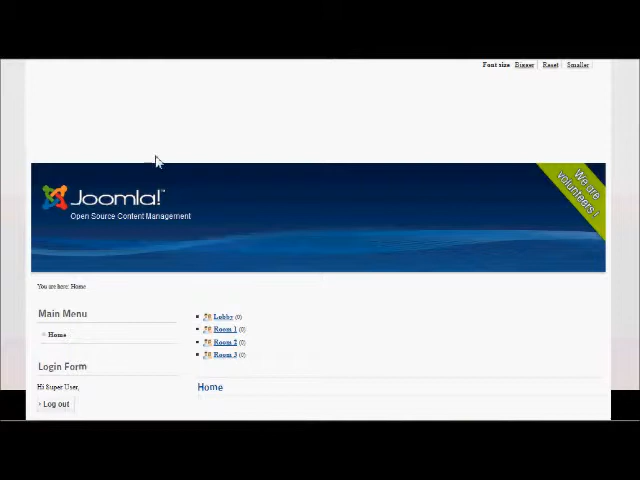 Font size Bigger Reset Smaller
Joomla!™
Open Source Content Management
We are
volunteers !
You are here: Home
Main Menu
Home
Lobby (0)
Room 1 (0)
Room 2 (0)
Room 3 (0)
Login Form
Home
Hi Super User,
Log out